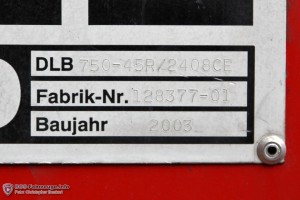 DLB 750-45R/2408CE
Fabrik-Nr. 128377-01
Baujahr 2003